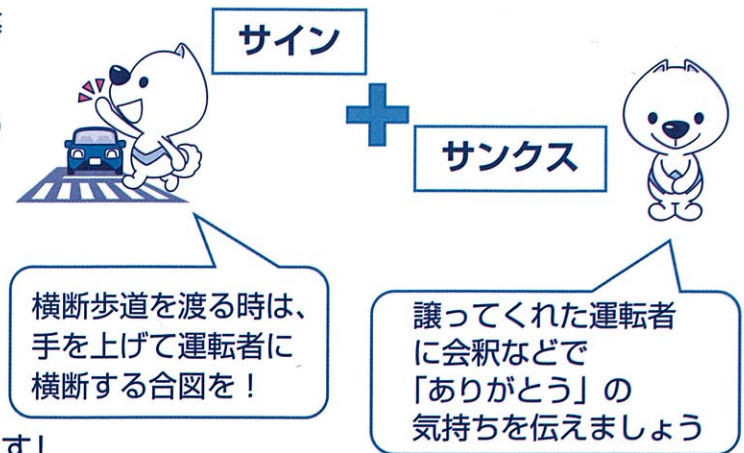 サイン
サンクス
横断歩道を渡る時は、
手を上げて運転者に
横断する合図を！
譲ってくれた運転者
に会釈などで
「ありがとう」の
気持ちを伝えましょう
す!